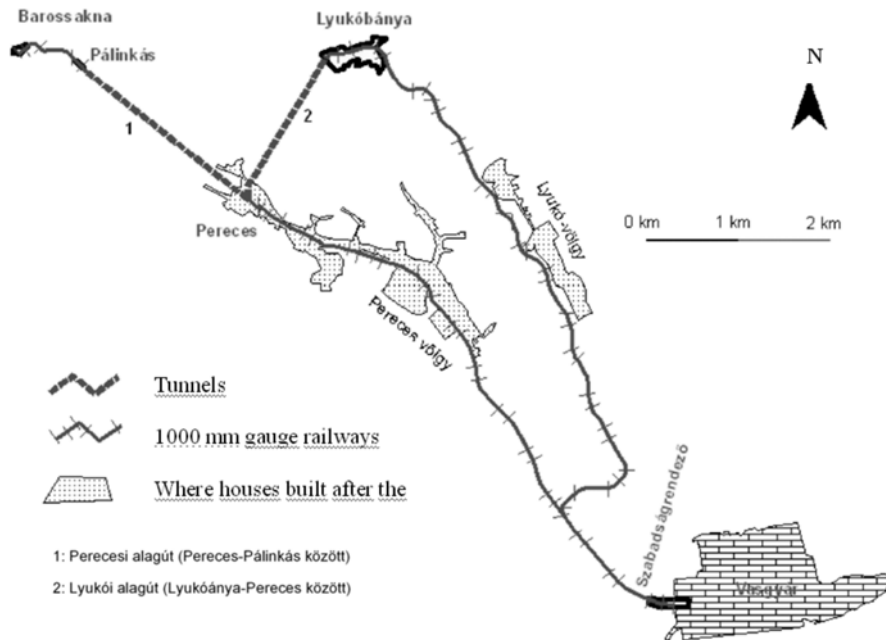 Barossakna
Lyukóbánya
Pálinkás
N
1
2
Lyukó-völgy
0 km 1 km 2 km
Pereces
Pereces völgy
Tunnels
1000 mm gauge railways
Where houses built after the
Szabadságrendező
Vasgyár
1: Perecesi alagút (Pereces-Pálinkás között)
2: Lyukói alagút (Lyukóánya-Pereces között)